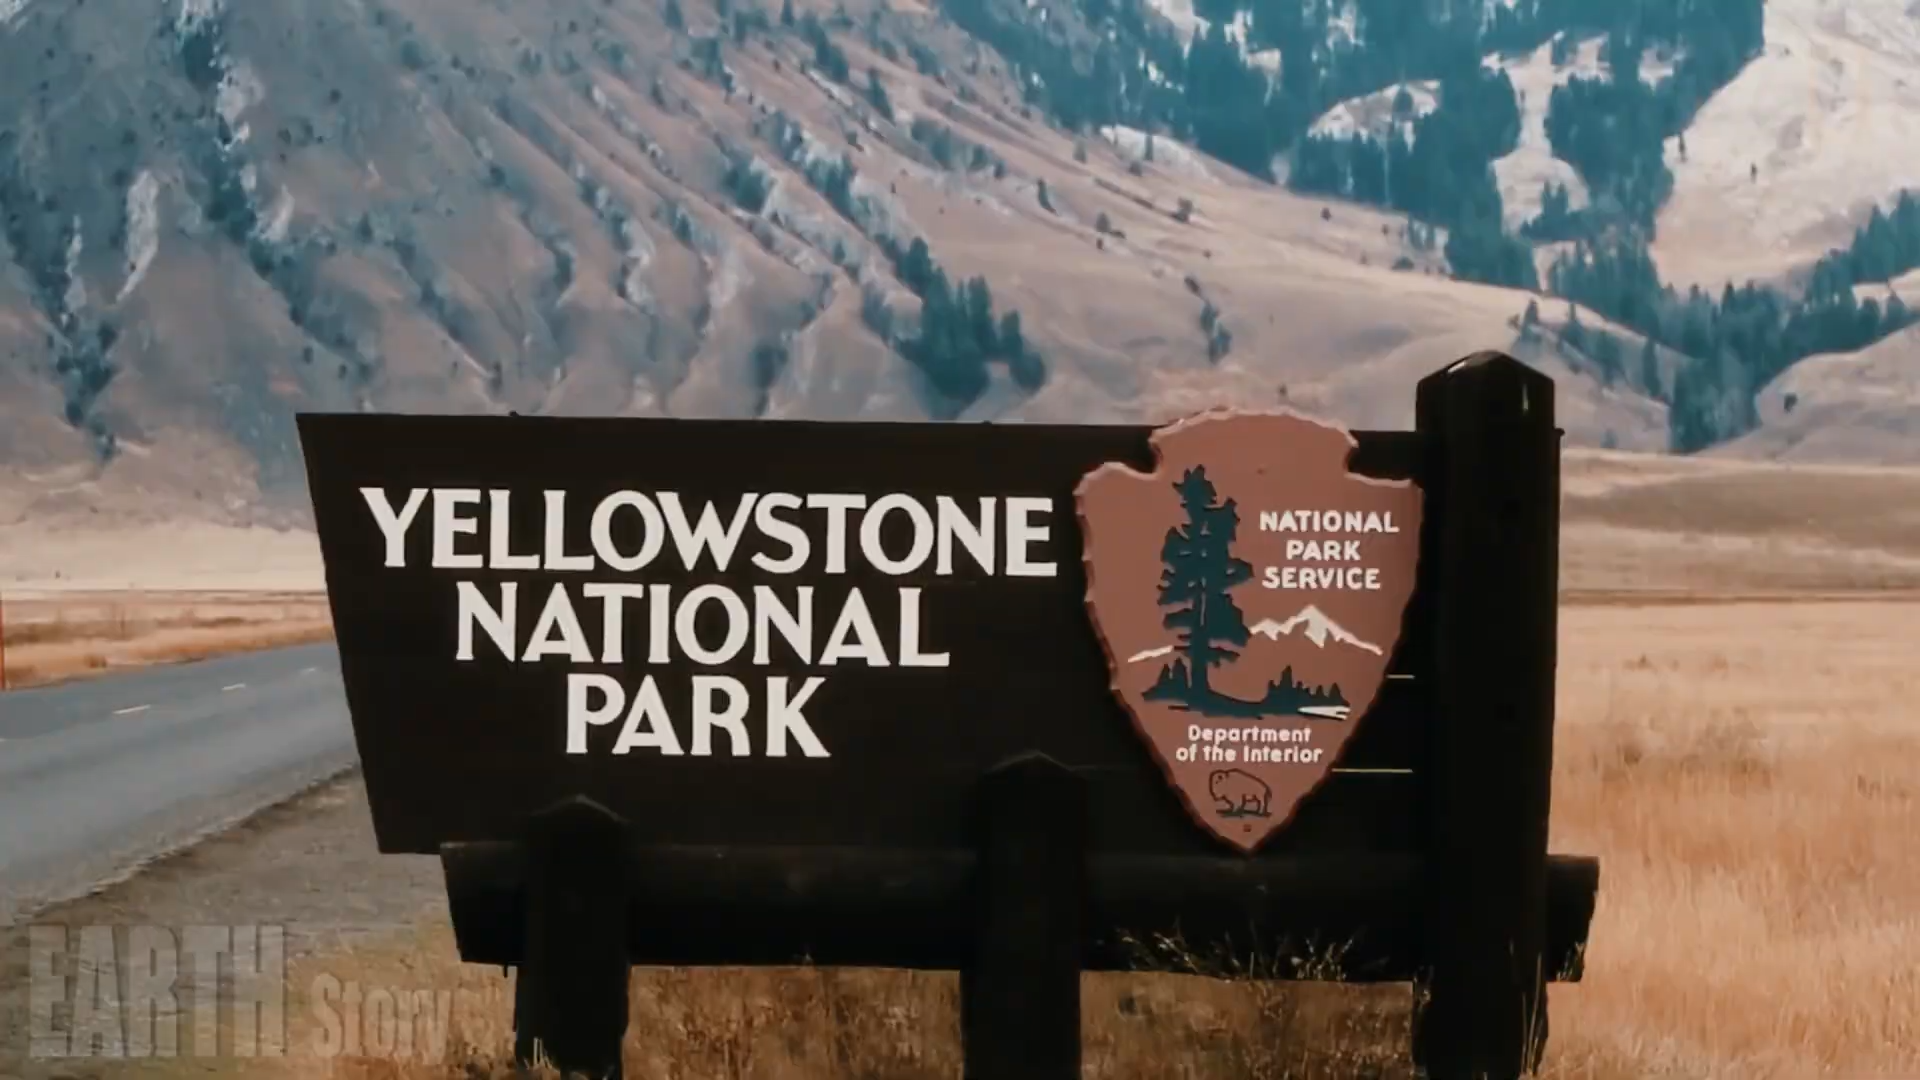 YELLOWSTONE
NATIONAL
PARK
NATIONAL
PARK
SERVICE
Department
of the Interior
EARTH Story